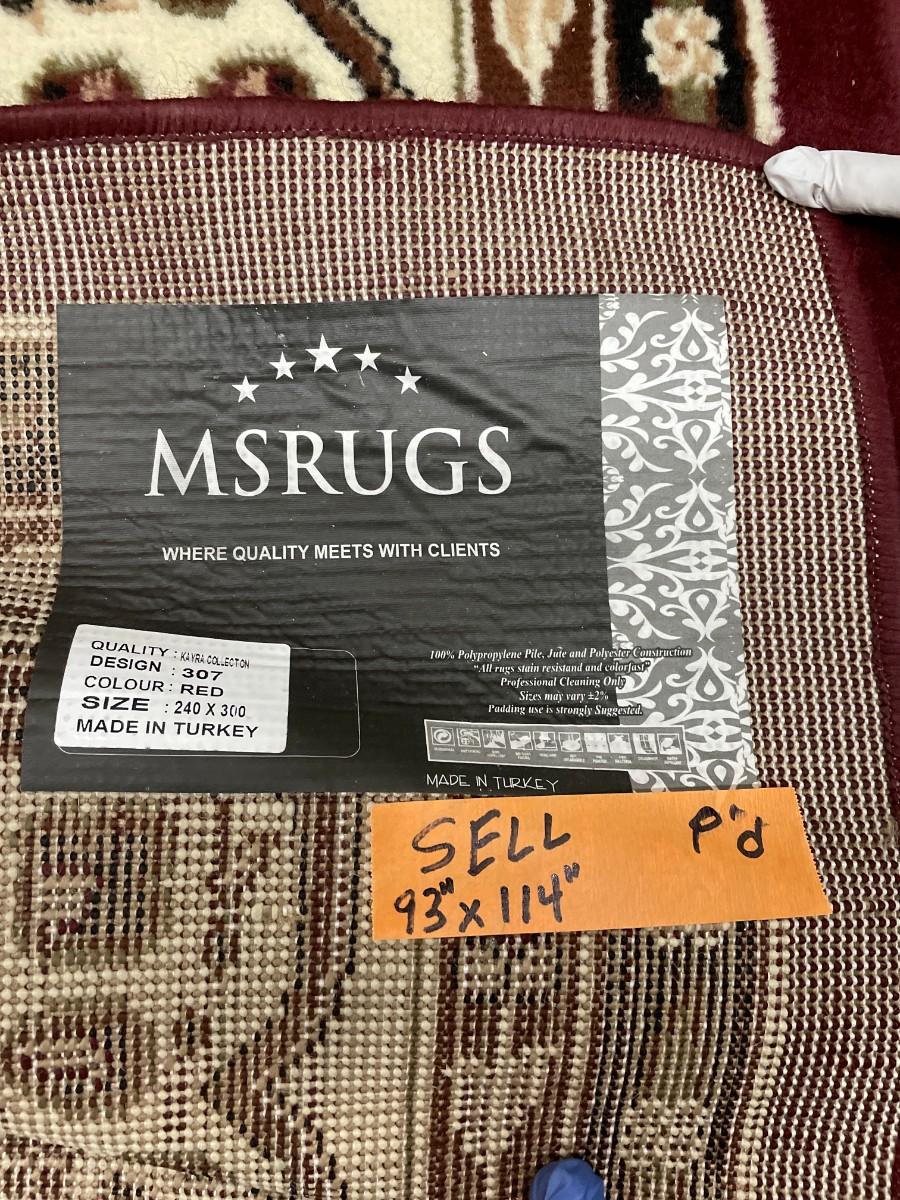 MSRUGS
WHERE QUALITY MEETS WITH CLIENTS
QUALITY : KAYRA COLLECTION
DESIGN : 307
COLOUR : RED
SIZE : 240 X 300
MADE IN TURKEY
100% Polypropylene Pile, Jute and Polyester Construction
"All rugs stain resistand and colorfast"
Professional Cleaning Only
Sizes may vary ±2%
Padding use is strongly Suggested.
MADE IN TURKEY
SELL
93" x 114"
P'd